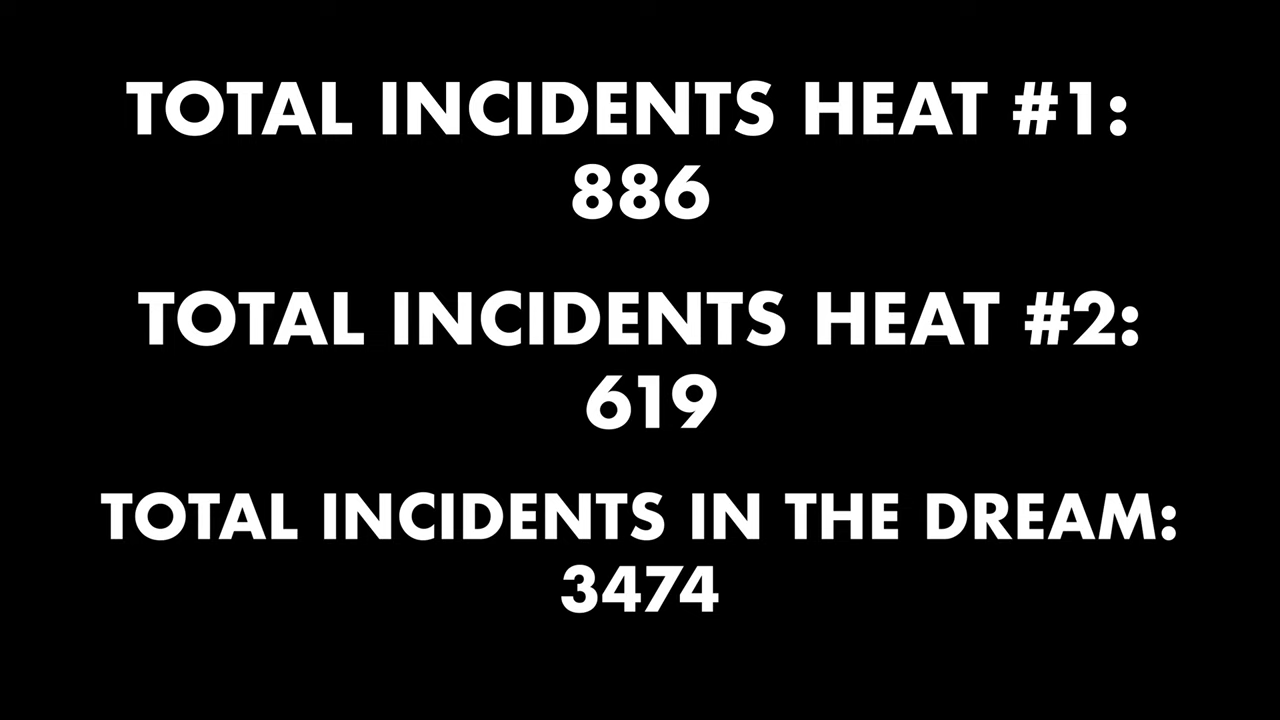 TOTAL INCIDENTS HEAT #1:
886
TOTAL INCIDENTS HEAT #2:
619
TOTAL INCIDENTS IN THE DREAM:
3474